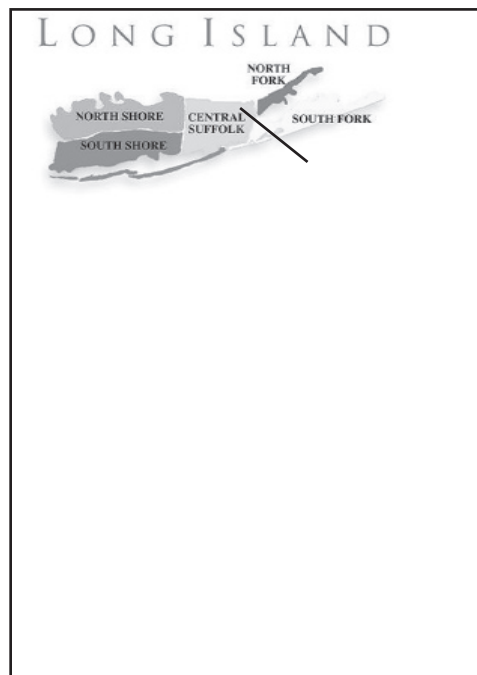 LONG ISLAND
NORTH
FORK
NORTH SHORE
CENTRAL
SUFFOLK
SOUTH FORK
SOUTH SHORE